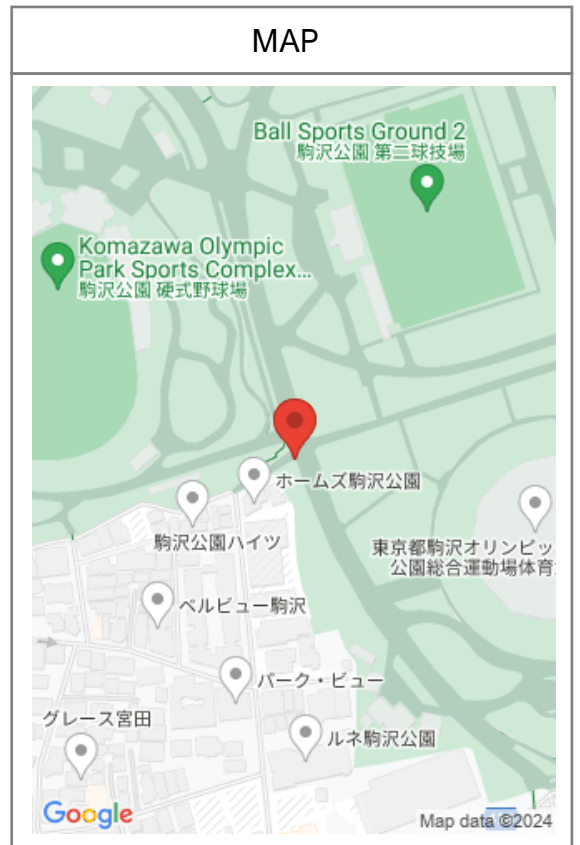 MAP
Ball Sports Ground 2
駒沢公園 第二球技場
Komazawa Olympic
Park Sports Complex...
駒沢公園 硬式野球場
ホームズ駒沢公園
駒沢公園ハイツ
東京都駒沢オリンピッ
公園総合運動場体育
ベルビュー駒沢
パーク・ビュー
グレース宮田
ルネ駒沢公園
Google
Map data ©2024